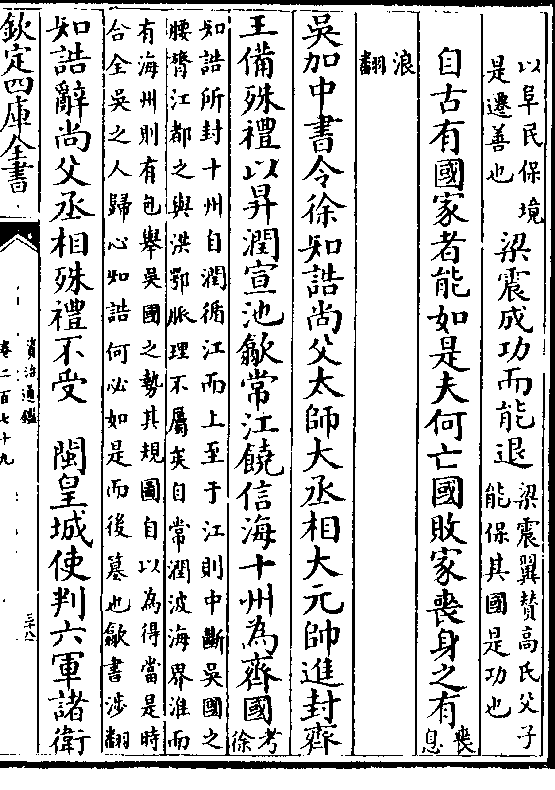 以阜民保境
是遷善也
梁震成功而能退
梁震翼賛髙氏父子
能保其國是功也
自古有國家者能如是夫何亡國敗家喪身之有
喪
息
浪
翻
吳加中書令徐知誥尚父太師大丞相大元帥進封齊
王備殊禮以昇潤宣池歙常江饒信海十州為齊國
考
徐
知誥所封十州自潤循江而上至于江則中斷吳國之
腰膂江都之與洪鄂脈理不屬矣自常潤波海界淮而
有海州則有包舉吳國之勢其規圖自以為得當是時
合全吳之人歸心知誥何必如是而後篡也歙書涉翻
知誥辭尚父丞相殊禮不受 閩皇城使判六軍諸衛
欽定四庫全書
資治通鑑
卷二百七十九
三十八